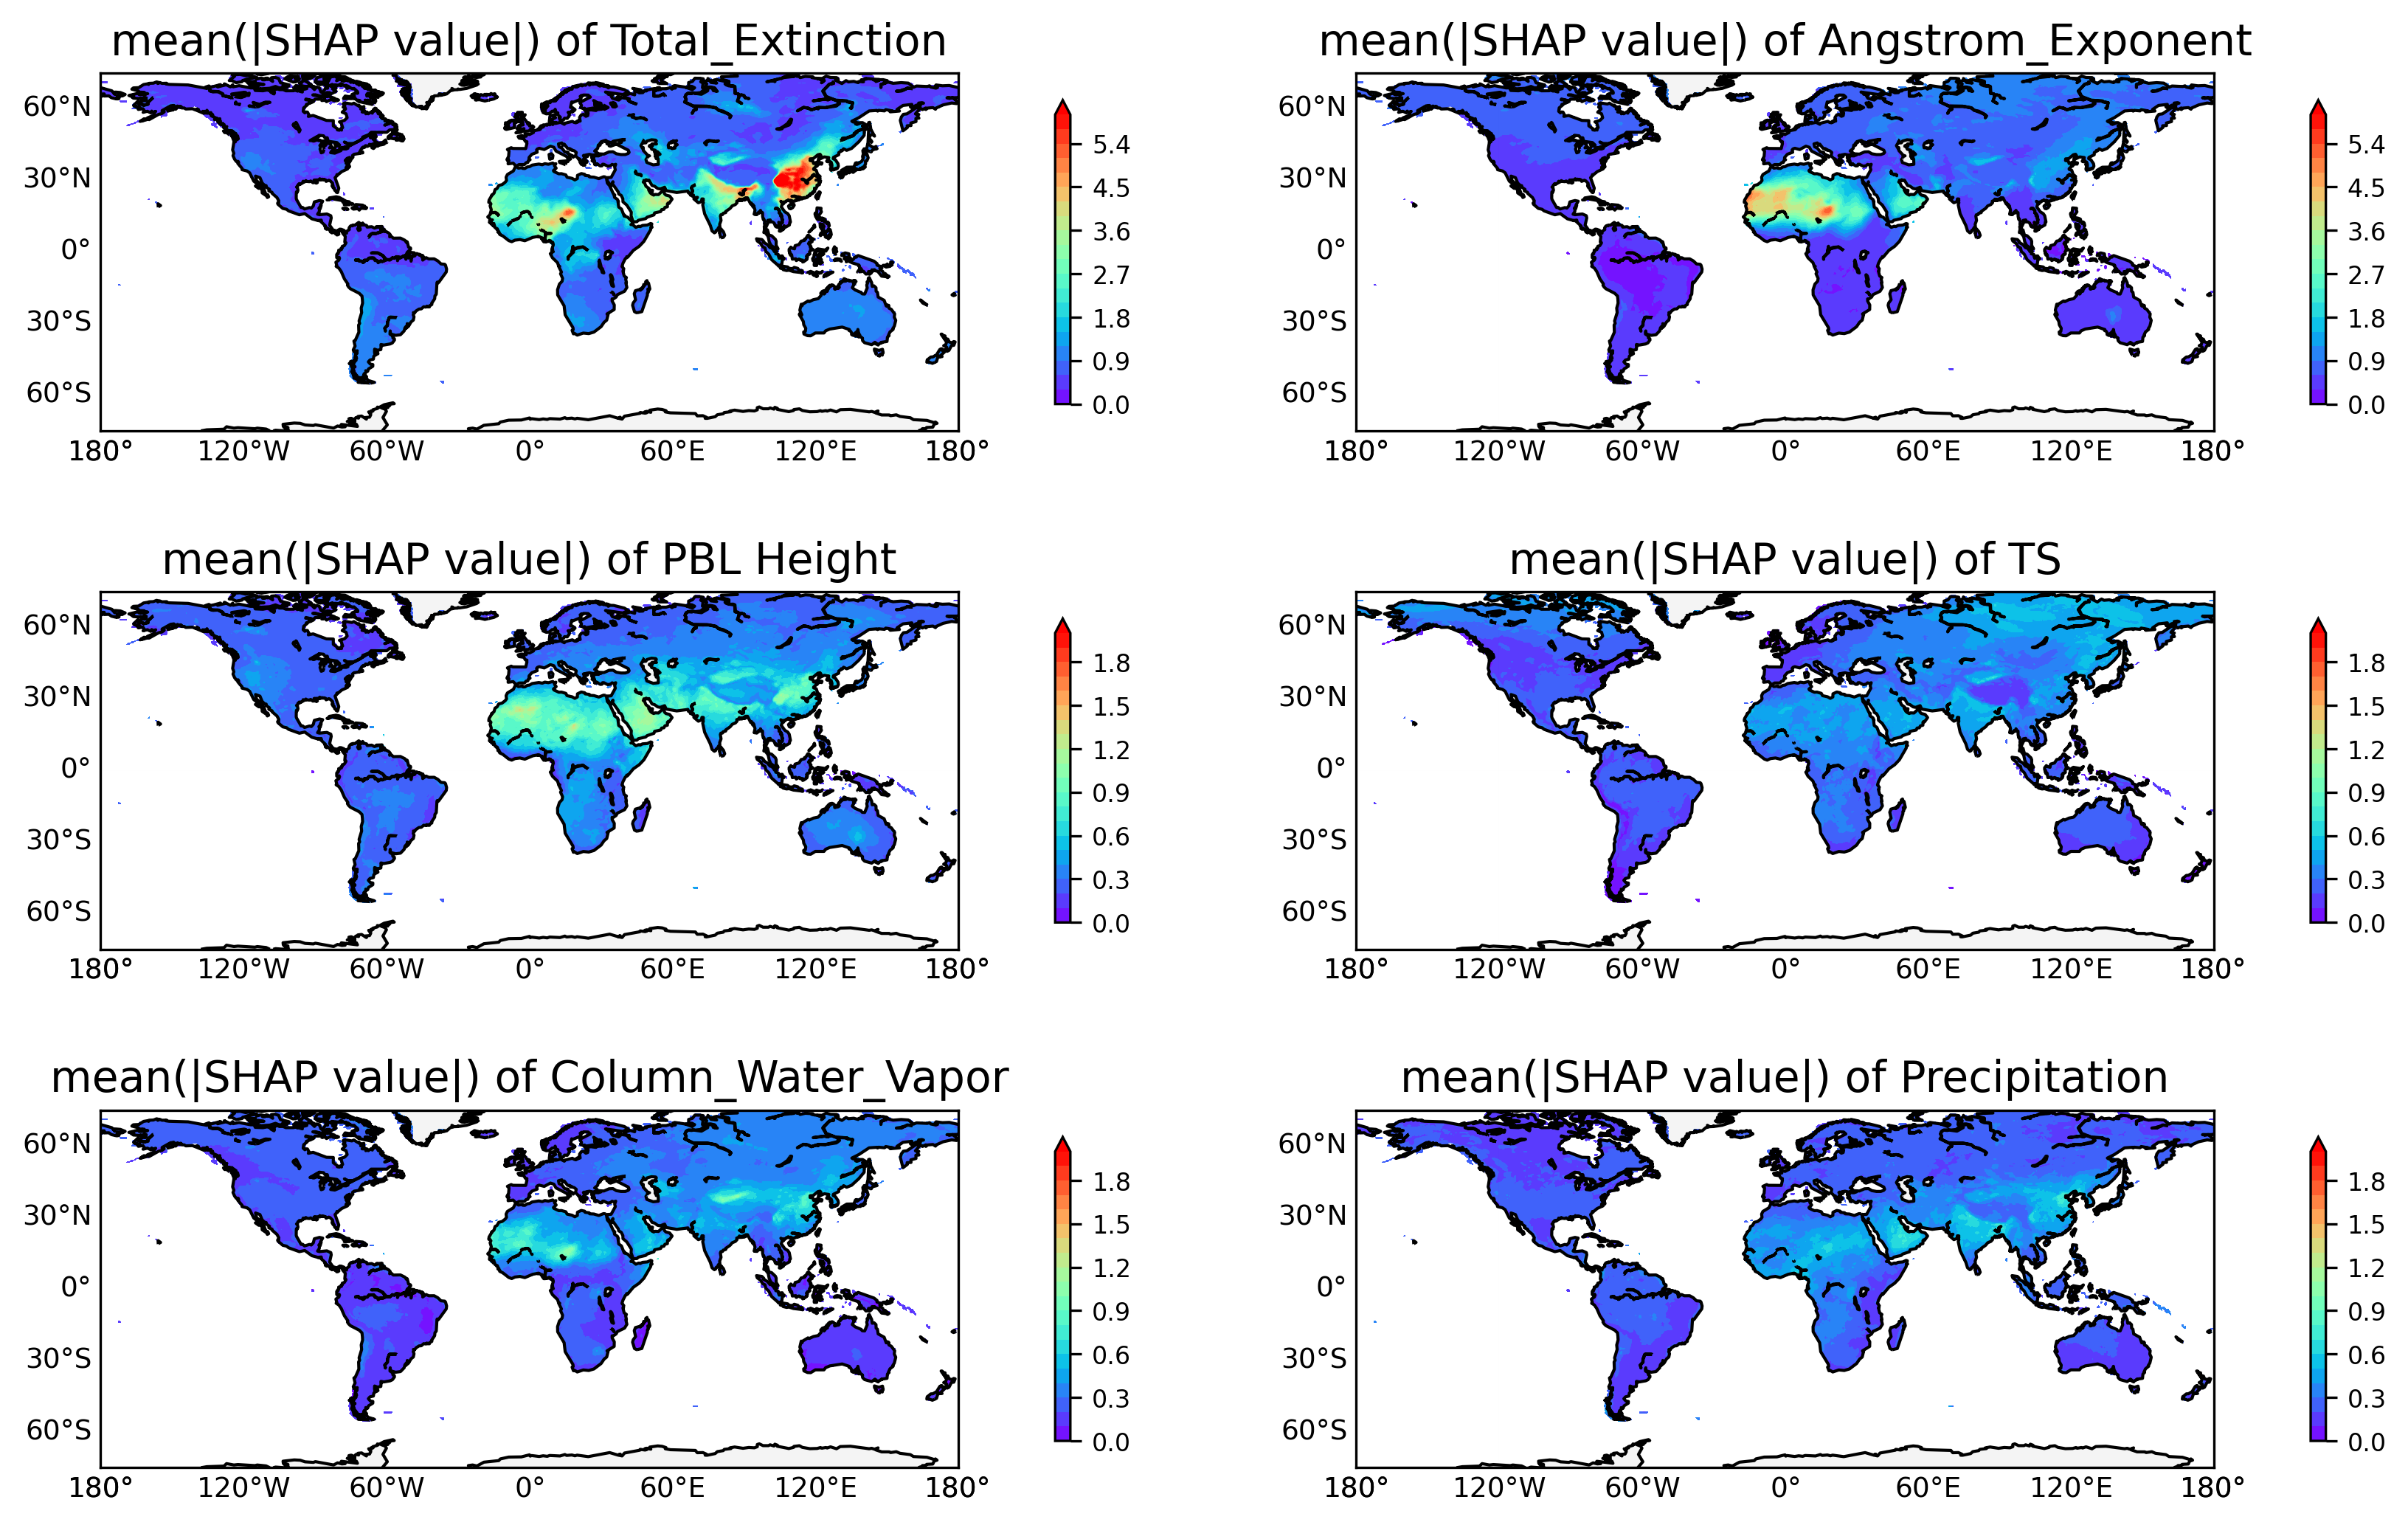 mean(|SHAP value|) of Total_Extinction
60°N
30°N
0°
30°S
60°S
180° 120°W 60°W 0° 60°E 120°E 180°
5.4
4.5
3.6
2.7
1.8
0.9
0.0
mean(|SHAP value|) of Angstrom_Exponent
60°N
30°N
0°
30°S
60°S
180° 120°W 60°W 0° 60°E 120°E 180°
5.4
4.5
3.6
2.7
1.8
0.9
0.0
mean(|SHAP value|) of PBL Height
60°N
30°N
0°
30°S
60°S
180° 120°W 60°W 0° 60°E 120°E 180°
1.8
1.5
1.2
0.9
0.6
0.3
0.0
mean(|SHAP value|) of TS
60°N
30°N
0°
30°S
60°S
180° 120°W 60°W 0° 60°E 120°E 180°
1.8
1.5
1.2
0.9
0.6
0.3
0.0
mean(|SHAP value|) of Column_Water_Vapor
60°N
30°N
0°
30°S
60°S
180° 120°W 60°W 0° 60°E 120°E 180°
1.8
1.5
1.2
0.9
0.6
0.3
0.0
mean(|SHAP value|) of Precipitation
60°N
30°N
0°
30°S
60°S
180° 120°W 60°W 0° 60°E 120°E 180°
1.8
1.5
1.2
0.9
0.6
0.3
0.0